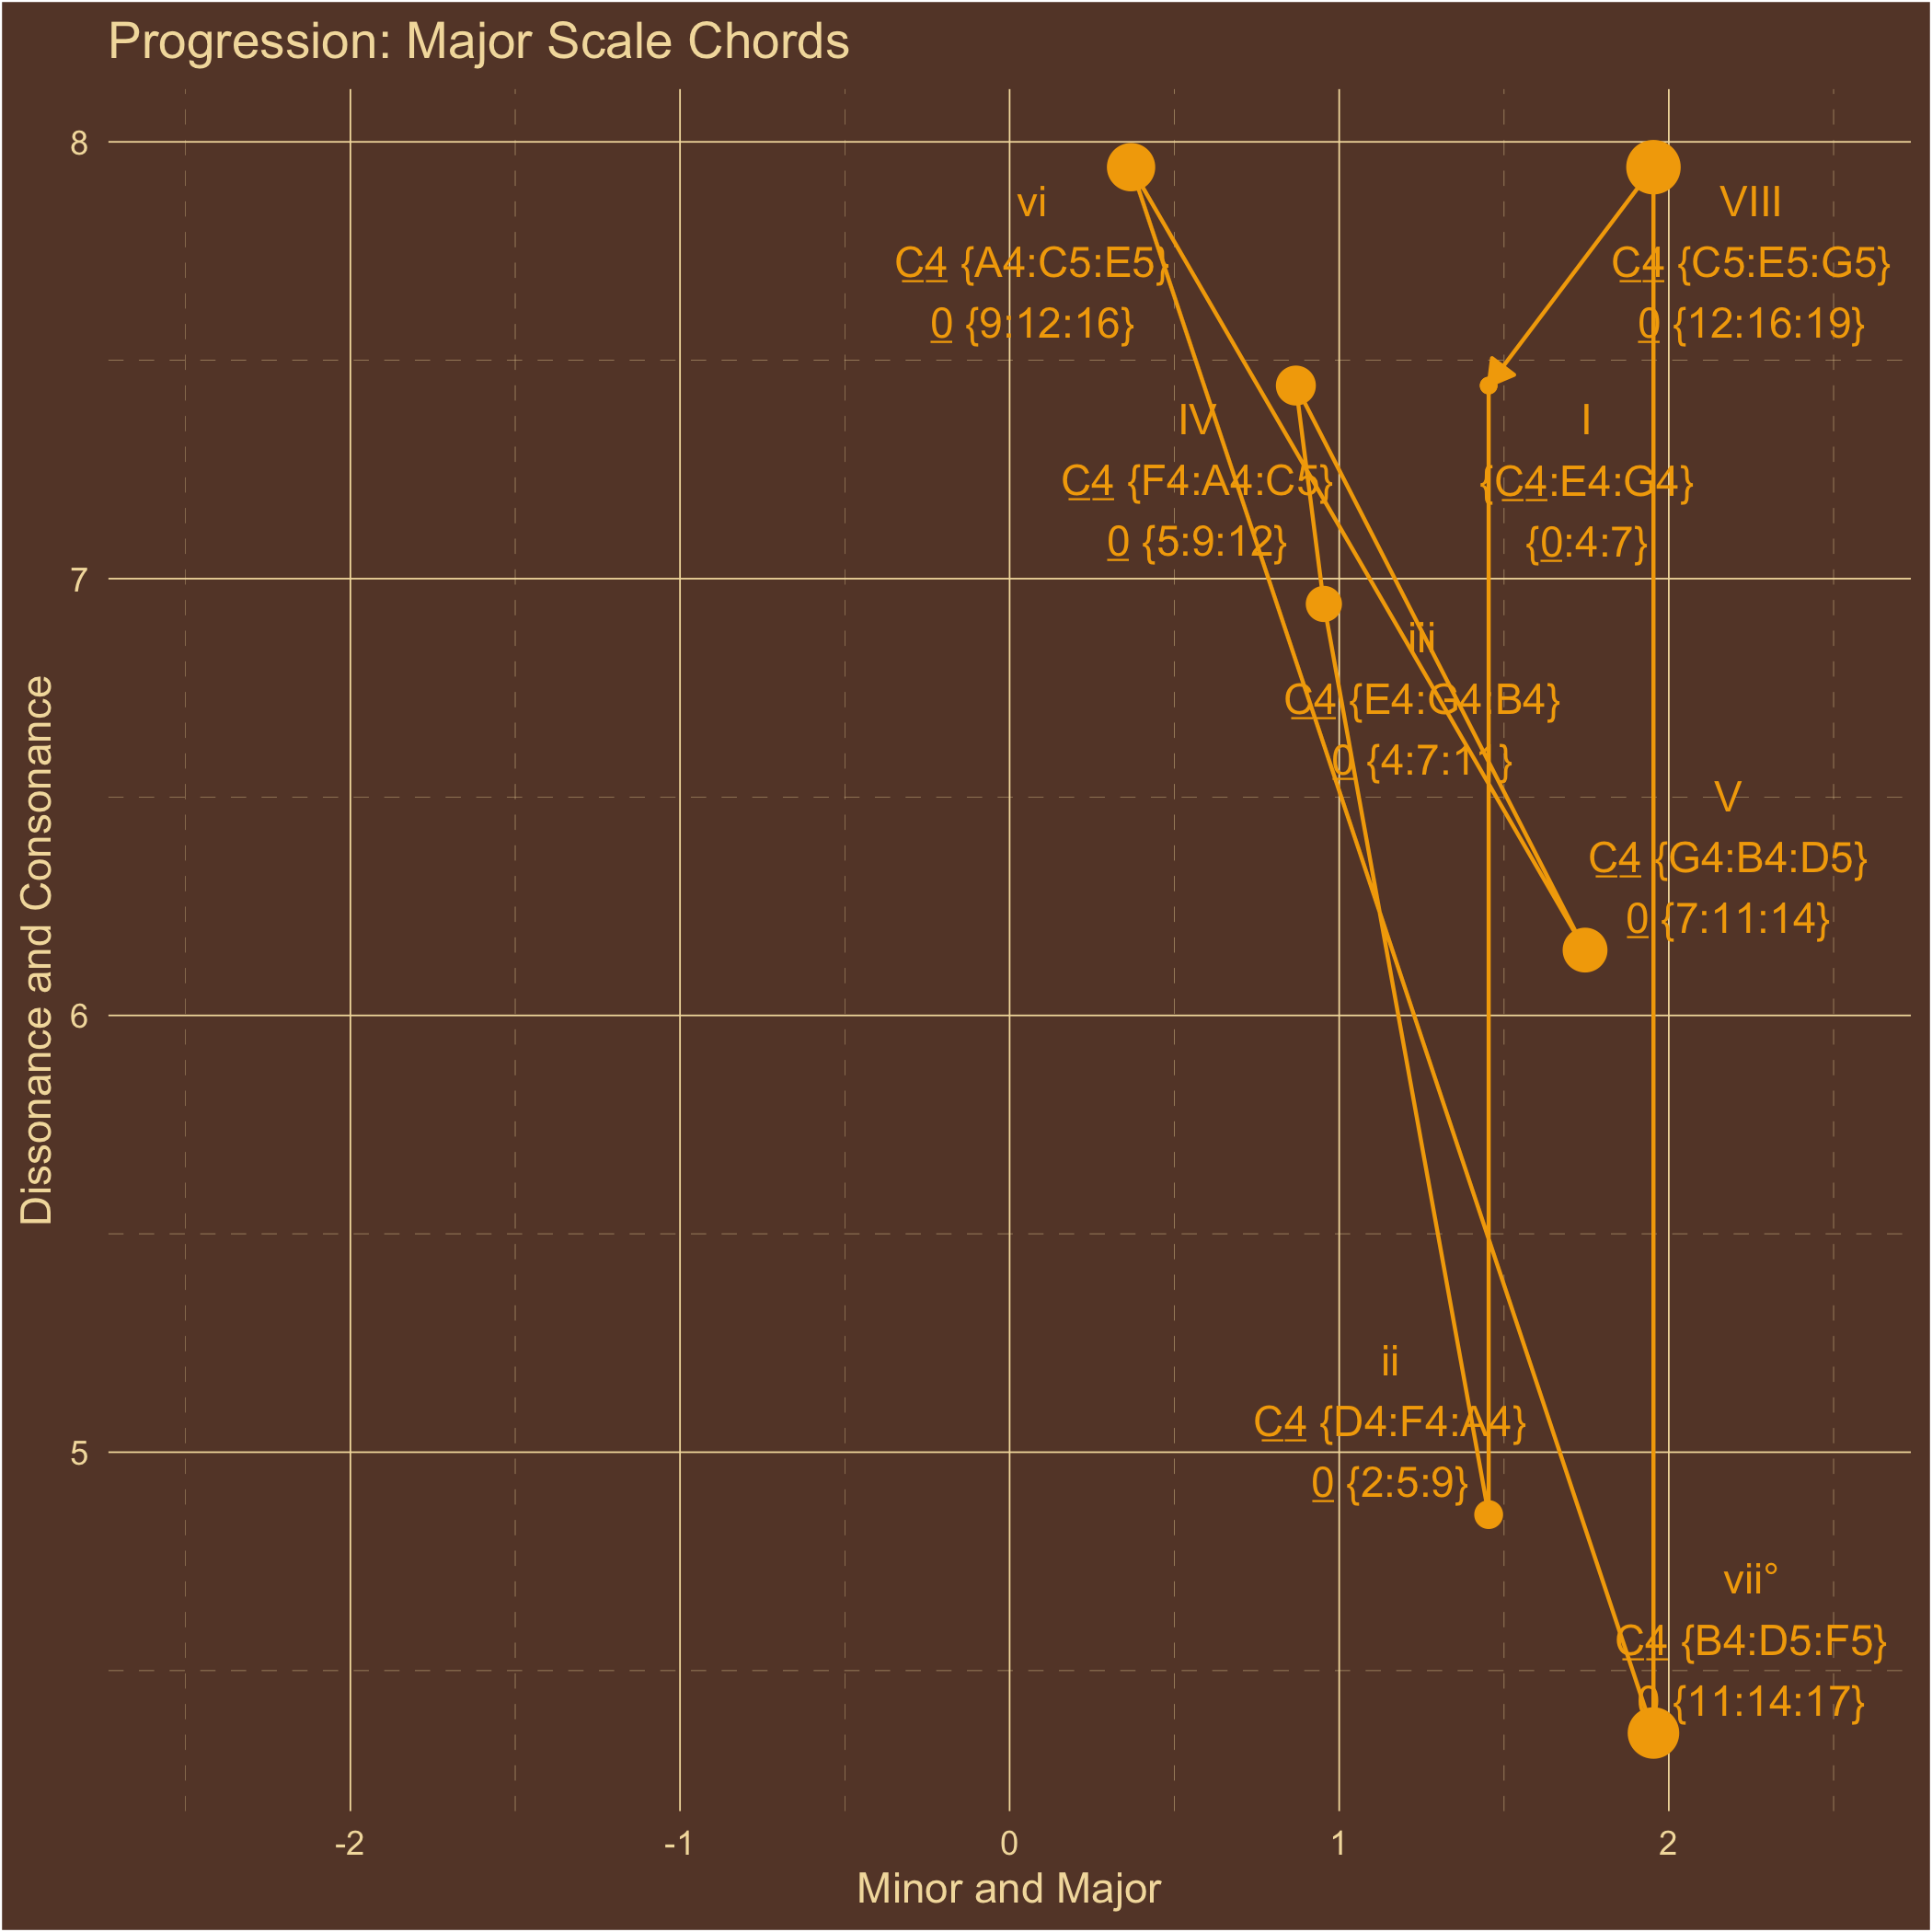 Progression: Major Scale Chords
8
7
6
5
Dissonance and Consonance
vi
C4 {A4:C5:E5}
0 {9:12:16}
VIII
C4 {C5:E5:G5}
0 {12:16:19}
IV
C4 {F4:A4:C5}
0 {5:9:12}
I
{C4:E4:G4}
{0:4:7}
iii
C4 {E4:G4:B4}
0 {4:7:11}
V
C4 {G4:B4:D5}
0 {7:11:14}
ii
C4 {D4:F4:A4}
0 {2:5:9}
vii°
C4 {B4:D5:F5}
0 {11:14:17}
-2 -1 0 1 2
Minor and Major